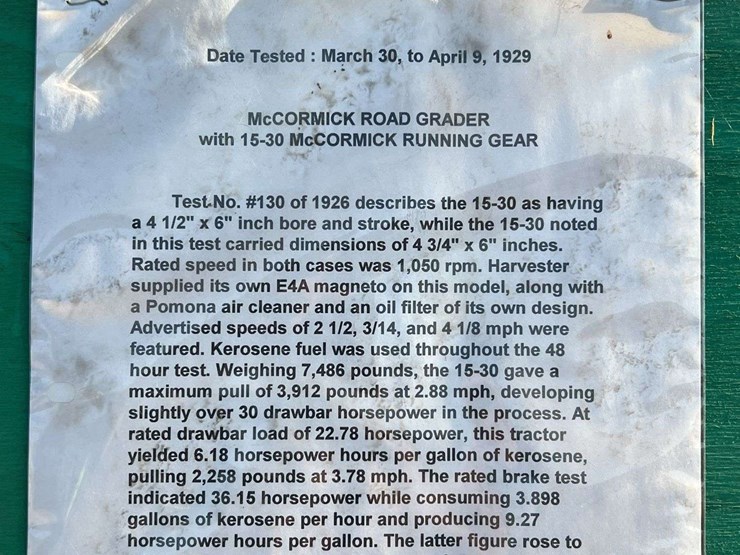 Date Tested : March 30, to April 9, 1929
McCORMICK ROAD GRADER
with 15-30 McCORMICK RUNNING GEAR
Test No. #130 of 1926 describes the 15-30 as having
a 4 1/2" x 6" inch bore and stroke, while the 15-30 noted
in this test carried dimensions of 4 3/4" x 6" inches.
Rated speed in both cases was 1,050 rpm. Harvester
supplied its own E4A magneto on this model, along with
a Pomona air cleaner and an oil filter of its own design.
Advertised speeds of 2 1/2, 3/14, and 4 1/8 mph were
featured. Kerosene fuel was used throughout the 48
hour test. Weighing 7,486 pounds, the 15-30 gave a
maximum pull of 3,912 pounds at 2.88 mph, developing
slightly over 30 drawbar horsepower in the process. At
rated drawbar load of 22.78 horsepower, this tractor
yielded 6.18 horsepower hours per gallon of kerosene,
pulling 2,258 pounds at 3.78 mph. The rated brake test
indicated 36.15 horsepower while consuming 3.898
gallons of kerosene per hour and producing 9.27
horsepower hours per gallon. The latter figure rose to